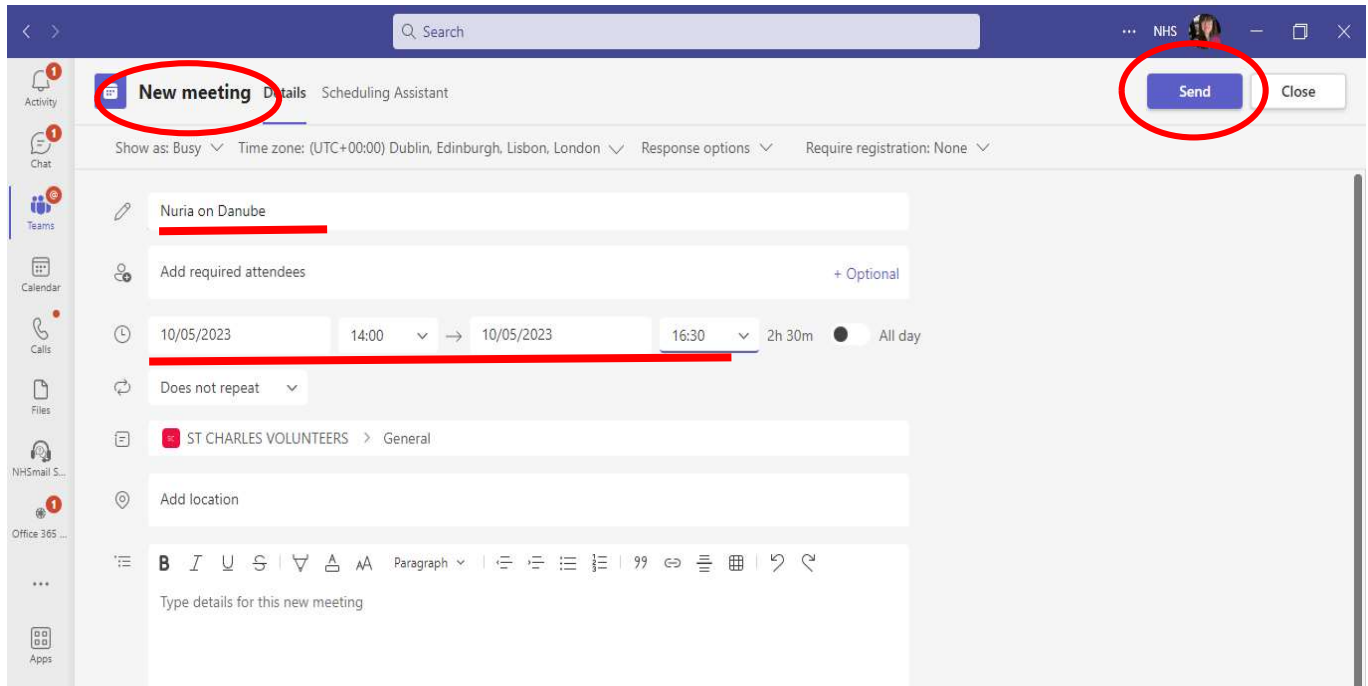 Search
NHS
1
Activity
New meeting Details Scheduling Assistant
Send
Close
1
Chat
Show as: Busy Time zone: (UTC+00:00) Dublin, Edinburgh, Lisbon, London Response options Require registration: None
@
Teams
Nuria on Danube
Add required attendees
+ Optional
Calendar
10/05/2023 14:00 → 10/05/2023 16:30 2h 30m All day
Calls
Does not repeat
Files
ST CHARLES VOLUNTEERS > General
NHSmail S...
Add location
1
Office 365 ...
B I U S A AA Paragraph 99
Type details for this new meeting
Apps